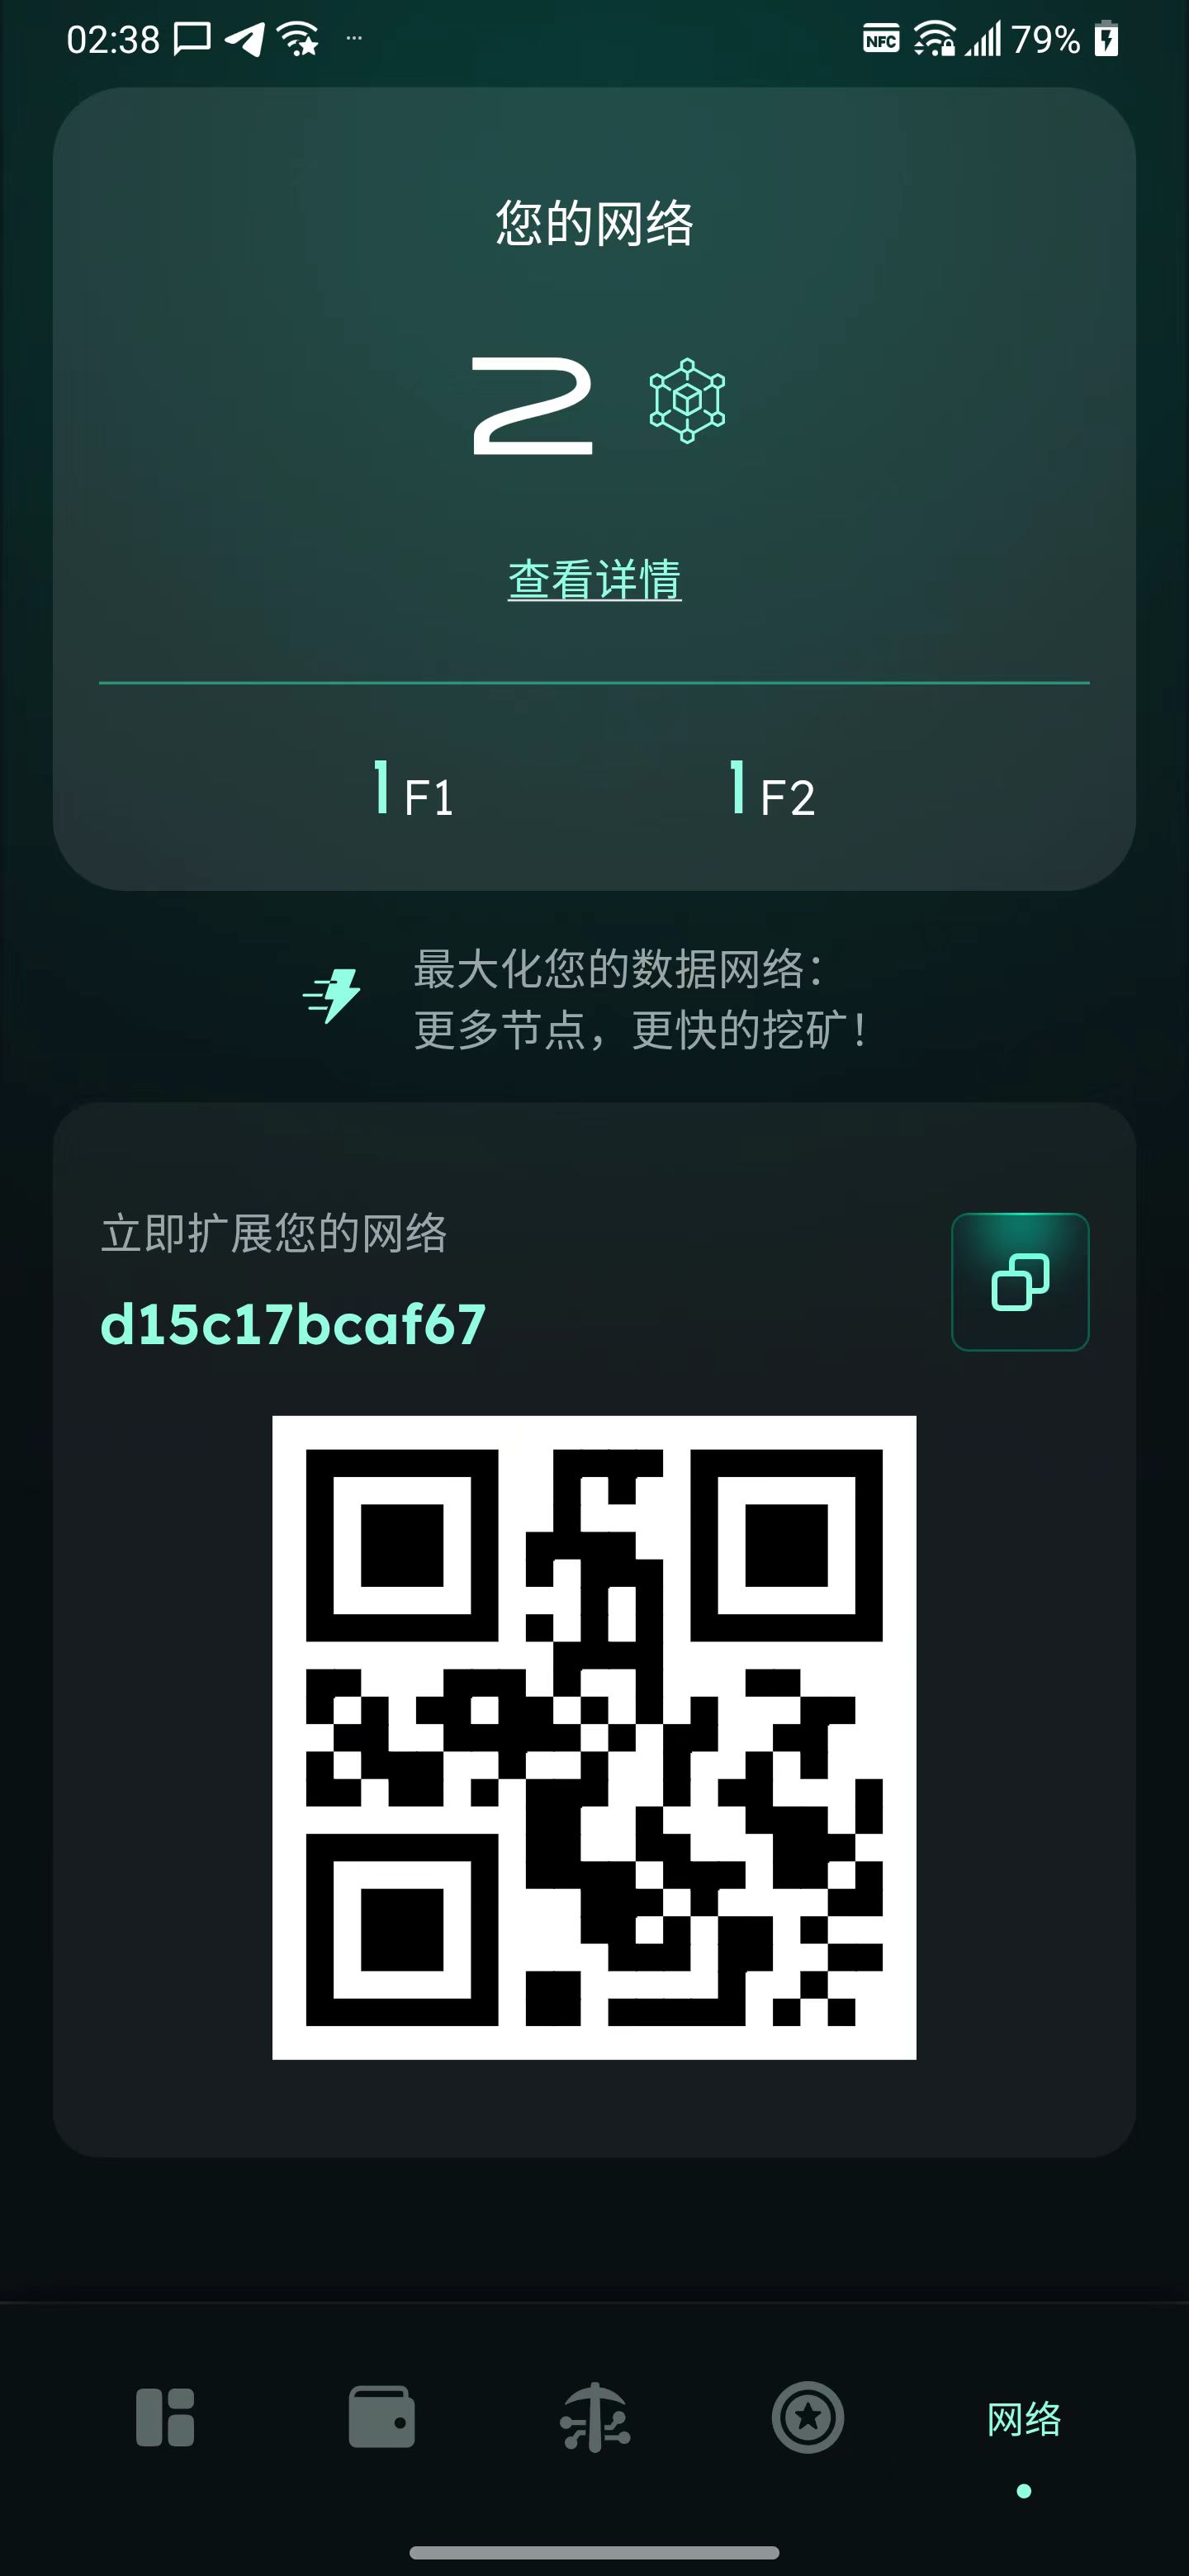 02:38
NFC
79%
您的网络
2
查看详情
1 F1
1 F2
最大化您的数据网络：
更多节点，更快的挖矿！
立即扩展您的网络
d15c17bcaf67
网络